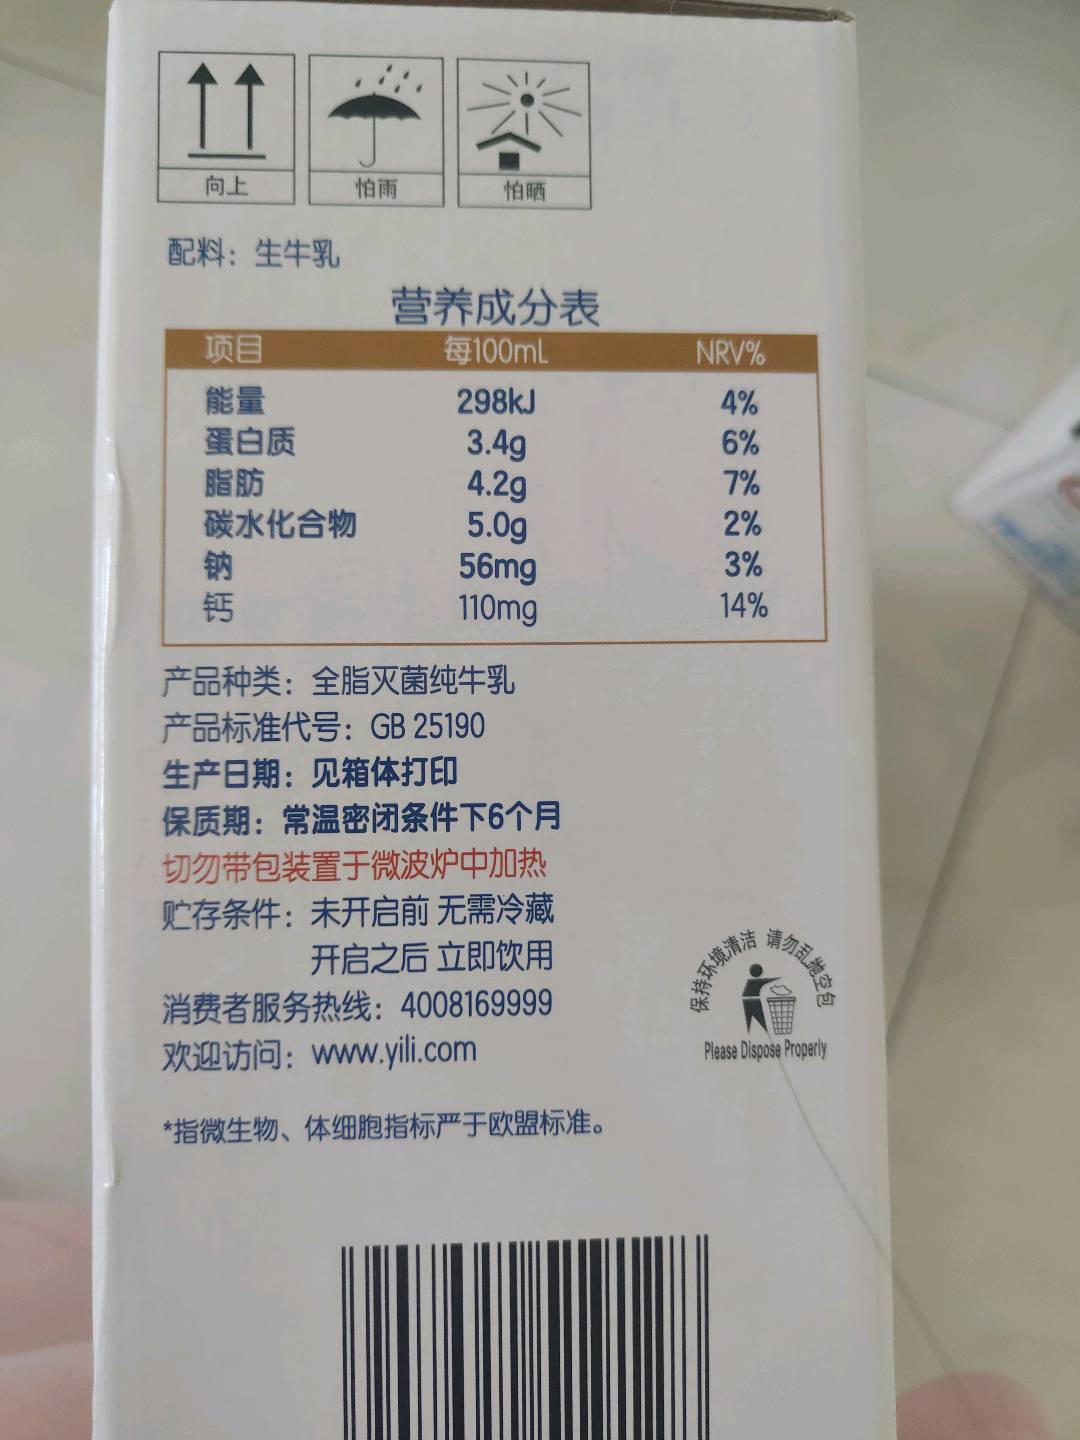 向上 怕雨 怕晒
配料：生牛乳
营养成分表
项目 每100mL NRV%
能量 298kJ 4%
蛋白质 3.4g 6%
脂肪 4.2g 7%
碳水化合物 5.0g 2%
钠 56mg 3%
钙 110mg 14%
产品种类：全脂灭菌纯牛乳
产品标准代号：GB 25190
生产日期：见箱体打印
保质期：常温密闭条件下6个月
切勿带包装置于微波炉中加热
贮存条件：未开启前 无需冷藏
开启之后 立即饮用
消费者服务热线：4008169999
欢迎访问：www.yili.com
保持环境清洁 请勿乱抛空包
Please Dispose Properly
*指微生物、体细胞指标严于欧盟标准。